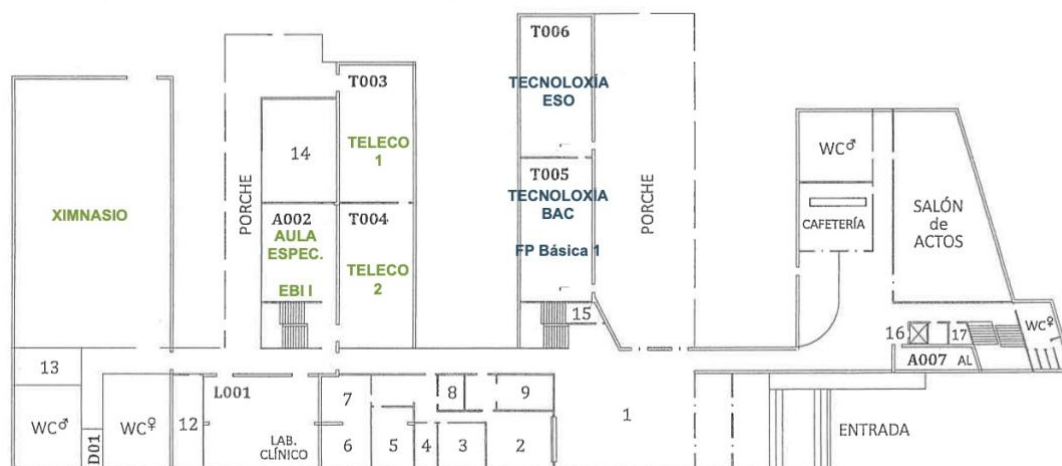 T006
TECNOLOXÍA
ESO
T003
TELECO
1
14
WC♂
PORCHE
XIMNASIO
T005
TECNOLOXÍA
BAC
FP Básica 1
PORCHE
A002
AULA
ESPEC.
EBI I
T004
TELECO
2
CAFETERÍA
SALÓN
de
ACTOS
15
16
17
WC♀
A007 AL
13
L001
7
8
9
1
WC♂
D01
WC♀
12
LAB.
CLÍNICO
6
5
4
3
2
ENTRADA